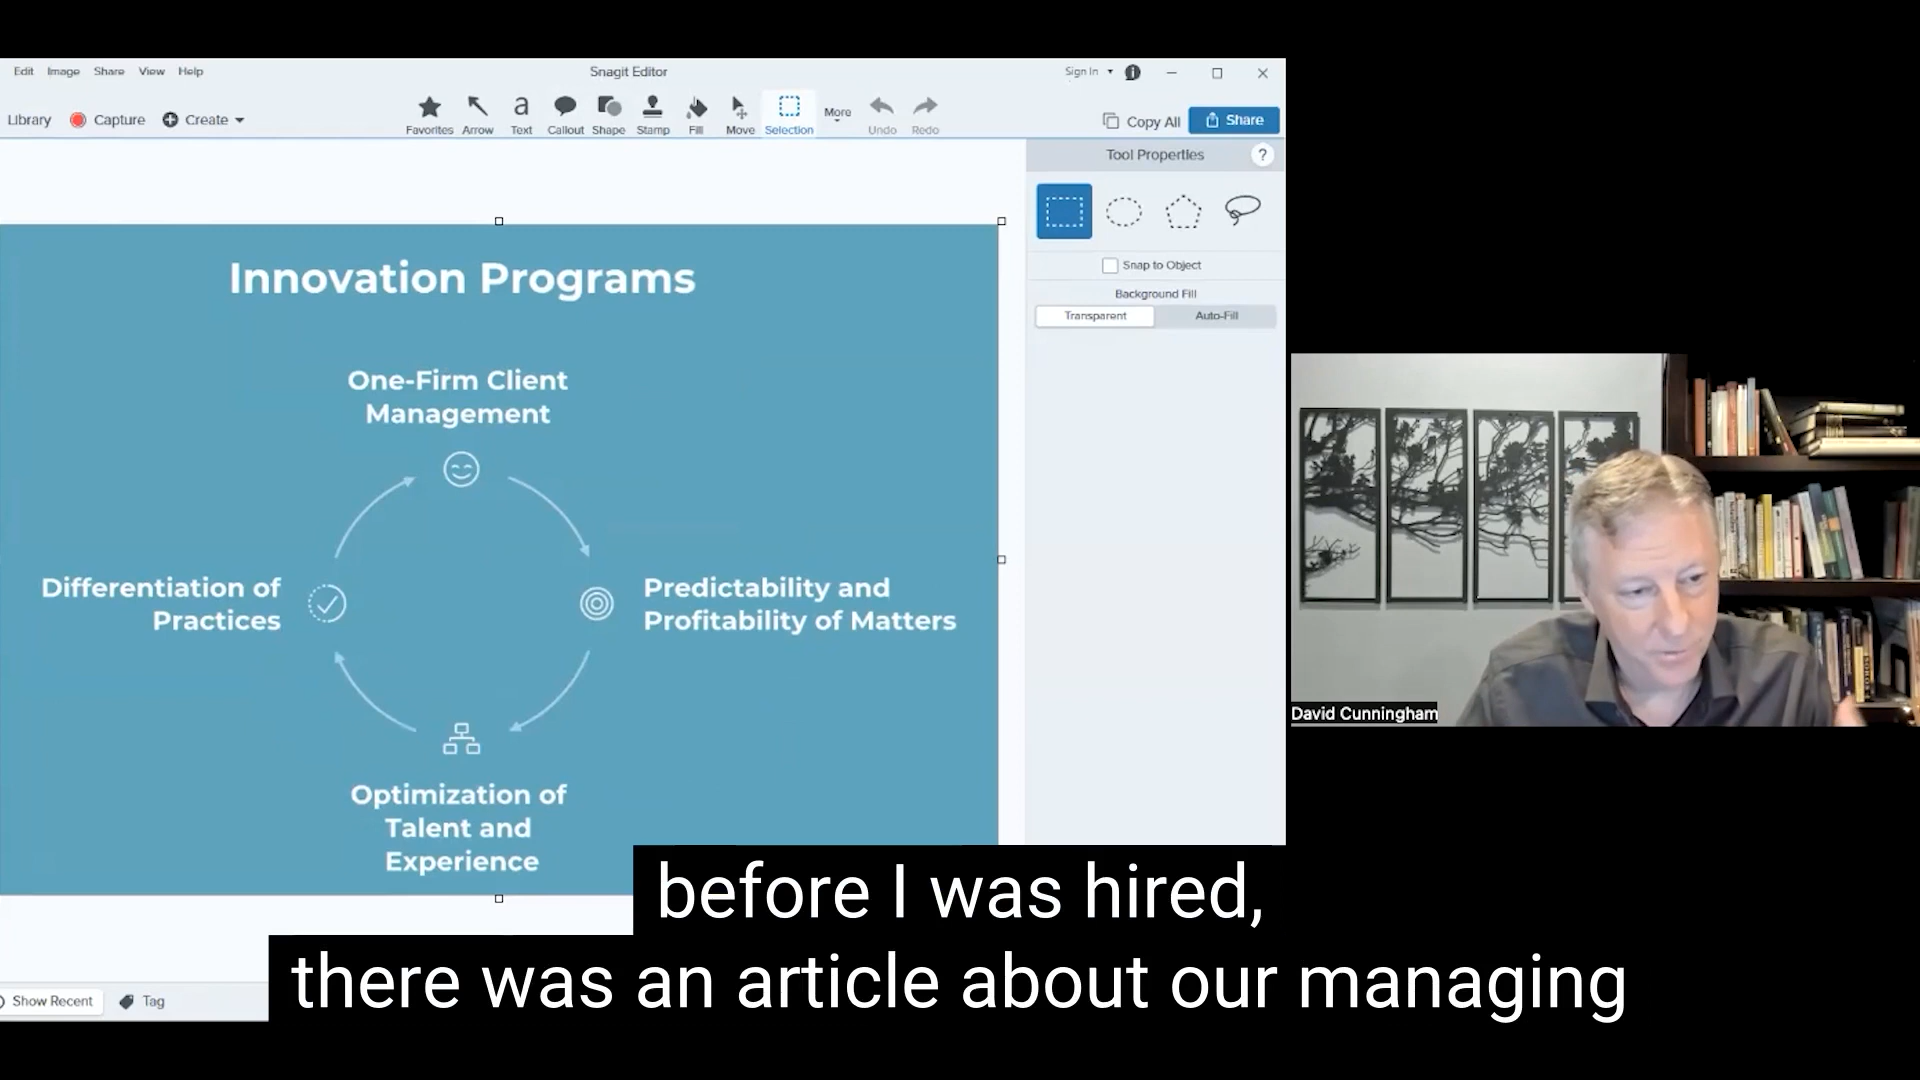 Edit Image Share View Help
Snagit Editor
Sign In
Library Capture Create
Favorites Arrow Text Callout Shape Stamp Fill Move Selection More Undo Redo
Copy All Share
Tool Properties ?
Snap to Object
Background Fill
Transparent Auto-Fill
Innovation Programs
One-Firm Client
Management
Differentiation of
Practices
Predictability and
Profitability of Matters
Optimization of
Talent and
Experience
David Cunningham
before I was hired,
there was an article about our managing
Show Recent Tag